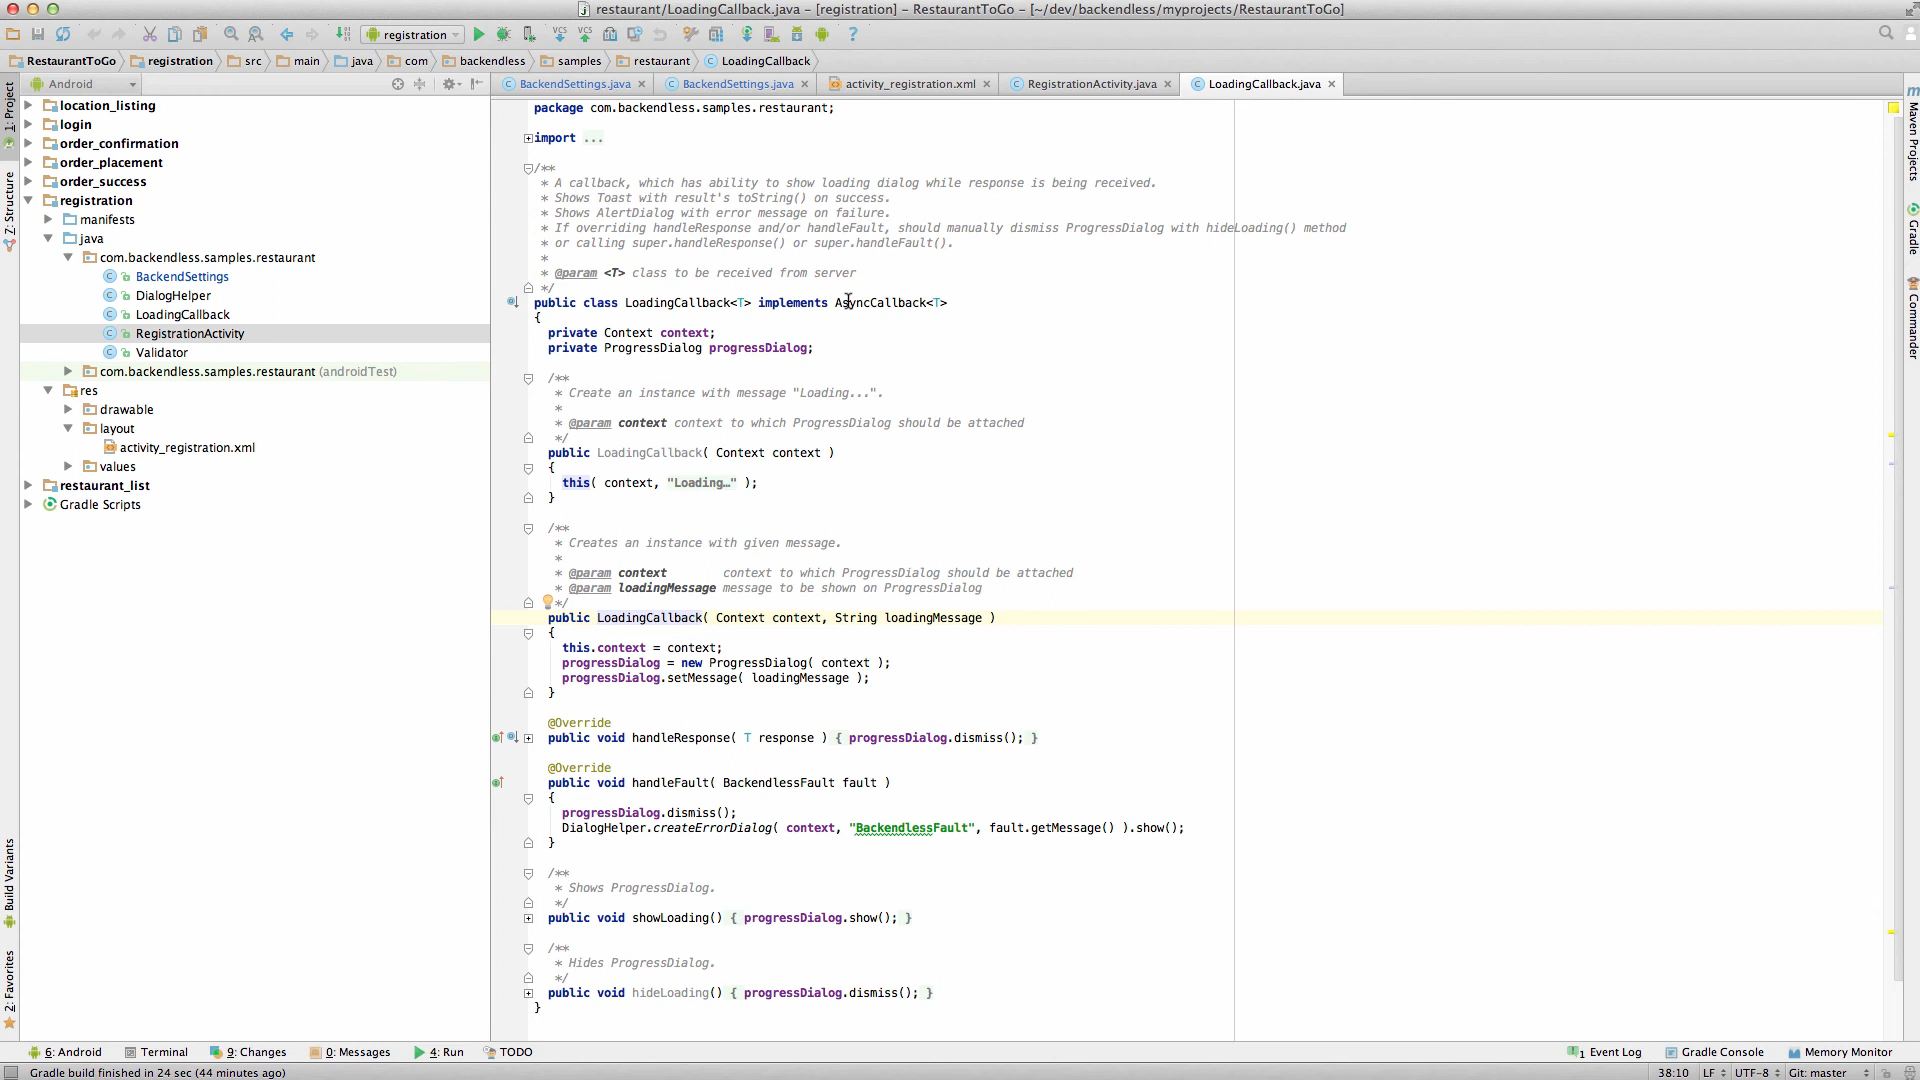 restaurant/LoadingCallback.java - [registration] - RestaurantToGo - [~/dev/backendless/myprojects/RestaurantToGo]
registration
RestaurantToGo registration src main java com backendless samples restaurant LoadingCallback
Android
BackendSettings.java BackendSettings.java activity_registration.xml RegistrationActivity.java LoadingCallback.java
1: Project
Z: Structure
Build Variants
2: Favorites
location_listing
login
order_confirmation
order_placement
order_success
registration
manifests
java
com.backendless.samples.restaurant
BackendSettings
DialogHelper
LoadingCallback
RegistrationActivity
Validator
com.backendless.samples.restaurant (androidTest)
res
drawable
layout
activity_registration.xml
values
restaurant_list
Gradle Scripts
package com.backendless.samples.restaurant;
import ...
/**
* A callback, which has ability to show loading dialog while response is being received.
* Shows Toast with result's toString() on success.
* Shows AlertDialog with error message on failure.
* If overriding handleResponse and/or handleFault, should manually dismiss ProgressDialog with hideLoading() method
* or calling super.handleResponse() or super.handleFault().
*
* @param <T> class to be received from server
*/
public class LoadingCallback<T> implements AsyncCallback<T>
{
private Context context;
private ProgressDialog progressDialog;
/**
* Create an instance with message "Loading...".
*
* @param context context to which ProgressDialog should be attached
*/
public LoadingCallback( Context context )
{
this( context, "Loading…" );
}
/**
* Creates an instance with given message.
*
* @param context context to which ProgressDialog should be attached
* @param loadingMessage message to be shown on ProgressDialog
*/
public LoadingCallback( Context context, String loadingMessage )
{
this.context = context;
progressDialog = new ProgressDialog( context );
progressDialog.setMessage( loadingMessage );
}
@Override
public void handleResponse( T response ) { progressDialog.dismiss(); }
@Override
public void handleFault( BackendlessFault fault )
{
progressDialog.dismiss();
DialogHelper.createErrorDialog( context, "BackendlessFault", fault.getMessage() ).show();
}
/**
* Shows ProgressDialog.
*/
public void showLoading() { progressDialog.show(); }
/**
* Hides ProgressDialog.
*/
public void hideLoading() { progressDialog.dismiss(); }
}
Maven Projects
Gradle
Commander
6: Android Terminal 9: Changes 0: Messages 4: Run TODO 1 Event Log Gradle Console Memory Monitor
Gradle build finished in 24 sec (44 minutes ago) 38:10 LF UTF-8 Git: master